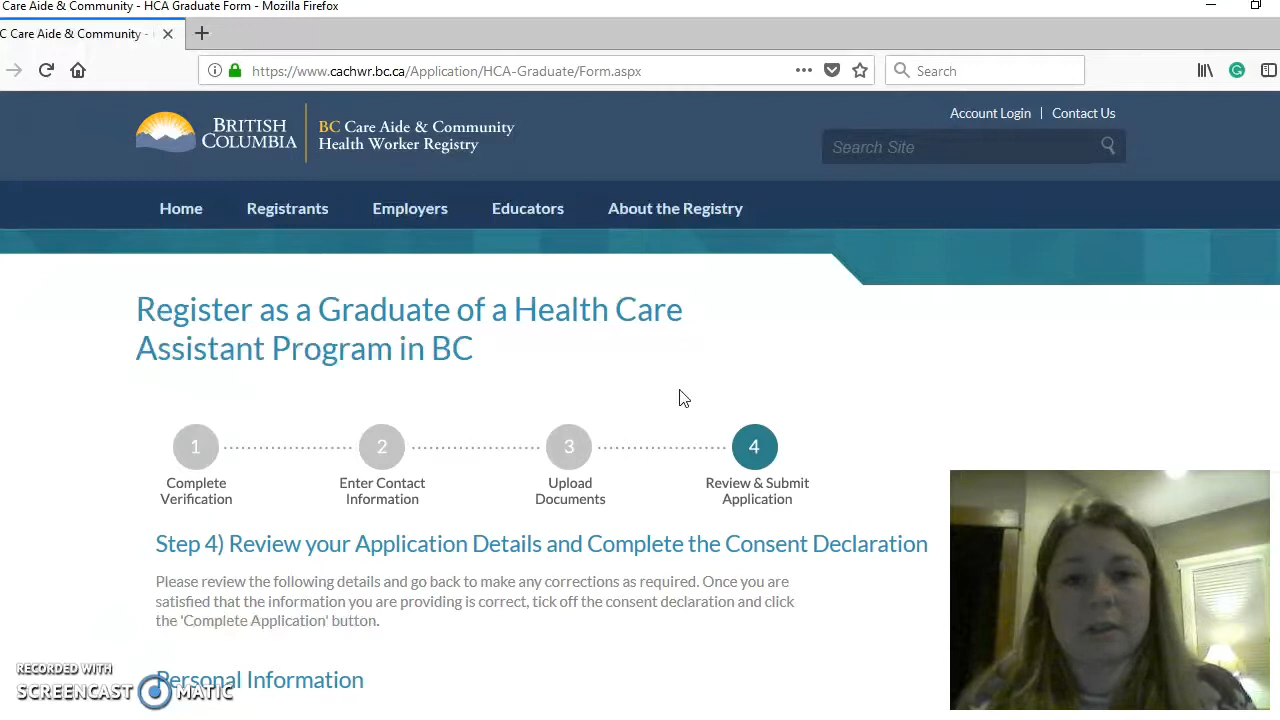 Care Aide & Community - HCA Graduate Form - Mozilla Firefox
C Care Aide & Community -
https://www.cachwr.bc.ca/Application/HCA-Graduate/Form.aspx
Search
Account Login | Contact Us
BRITISH COLUMBIA
BC Care Aide & Community
Health Worker Registry
Search Site
Home Registrants Employers Educators About the Registry
Register as a Graduate of a Health Care
Assistant Program in BC
1 2 3 4
Complete Verification
Enter Contact Information
Upload Documents
Review & Submit Application
Step 4) Review your Application Details and Complete the Consent Declaration
Please review the following details and go back to make any corrections as required. Once you are
satisfied that the information you are providing is correct, tick off the consent declaration and click
the 'Complete Application' button.
Personal Information
RECORDED WITH
SCREENCAST MATIC